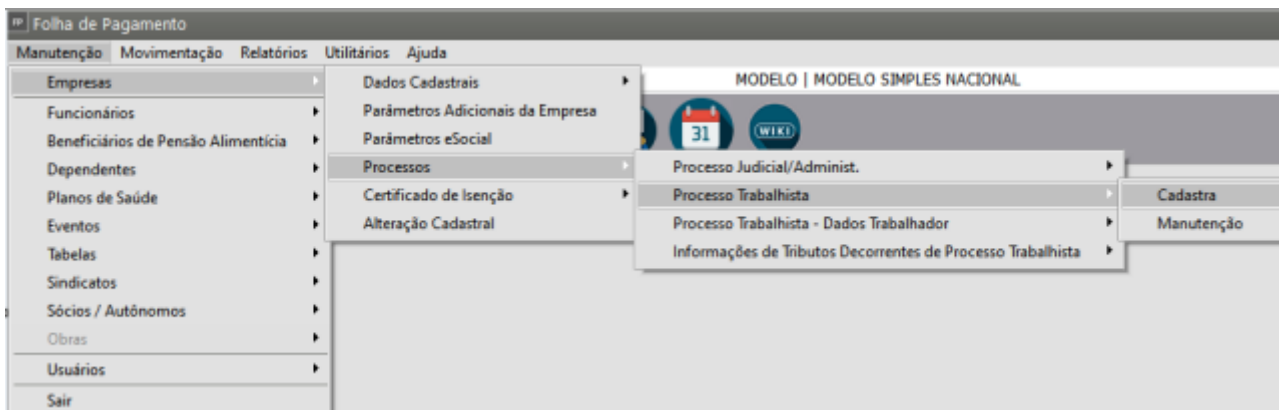 FP Folha de Pagamento
Manutenção Movimentação Relatórios Utilitários Ajuda
MODELO | MODELO SIMPLES NACIONAL
31
WIKI
Empresas
Funcionários
Beneficiários de Pensão Alimentícia
Dependentes
Planos de Saúde
Eventos
Tabelas
Sindicatos
Sócios / Autônomos
Obras
Usuários
Sair
Dados Cadastrais
Parâmetros Adicionais da Empresa
Parâmetros eSocial
Processos
Certificado de Isenção
Alteração Cadastral
Processo Judicial/Administ.
Processo Trabalhista
Processo Trabalhista - Dados Trabalhador
Informações de Tributos Decorrentes de Processo Trabalhista
Cadastra
Manutenção